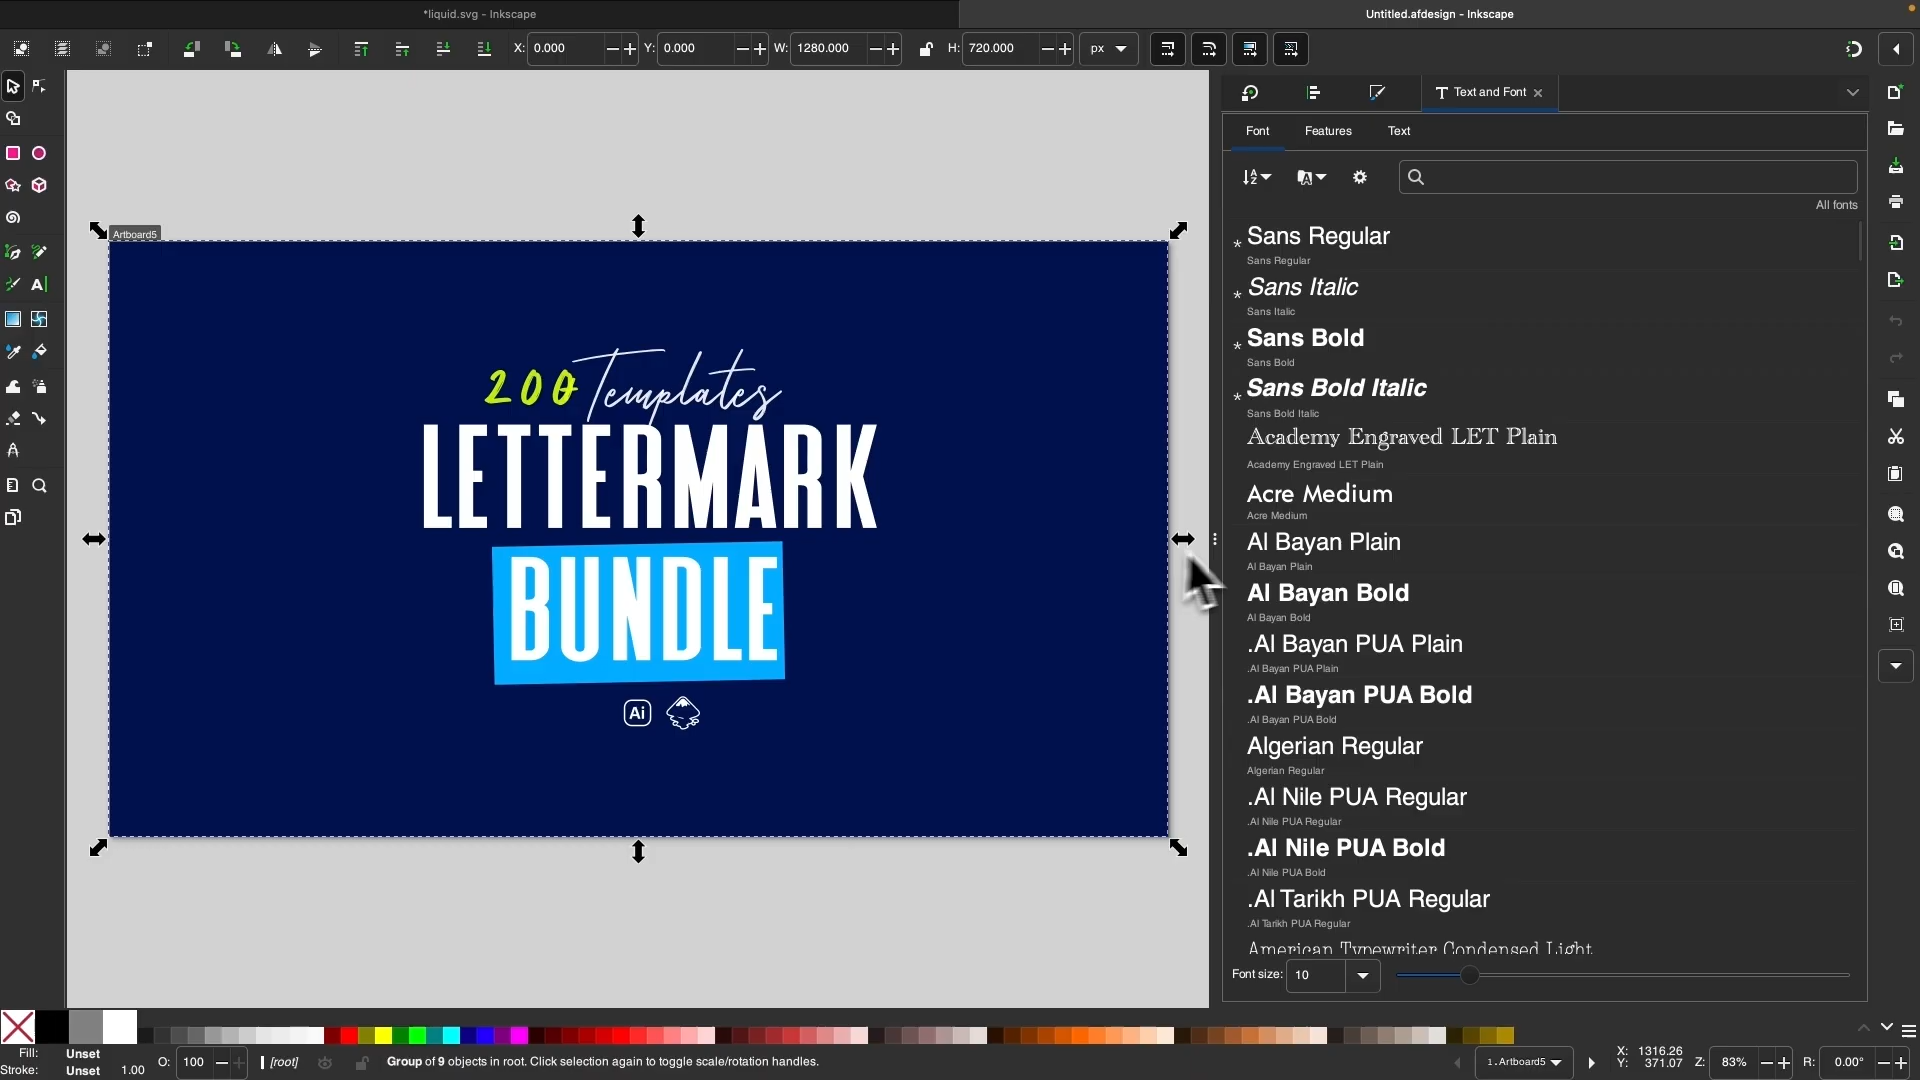 *liquid.svg - Inkscape
Untitled.afdesign - Inkscape
X: 0.000
Y: 0.000
W: 1280.000
H: 720.000
px
Text and Font
Font
Features
Text
All fonts
Artboard5
200 Templates
LETTERMARK
BUNDLE
Ai
Sans Regular
Sans Regular
Sans Italic
Sans Italic
Sans Bold
Sans Bold
Sans Bold Italic
Sans Bold Italic
Academy Engraved LET Plain
Academy Engraved LET Plain
Acre Medium
Acre Medium
Al Bayan Plain
Al Bayan Plain
Al Bayan Bold
Al Bayan Bold
.Al Bayan PUA Plain
.Al Bayan PUA Plain
.Al Bayan PUA Bold
.Al Bayan PUA Bold
Algerian Regular
Algerian Regular
.Al Nile PUA Regular
.Al Nile PUA Regular
.Al Nile PUA Bold
.Al Nile PUA Bold
.Al Tarikh PUA Regular
.Al Tarikh PUA Regular
American Typewriter Condensed Light
Font size: 10
Fill: Unset
Stroke: Unset 1.00
O: 100
[root]
Group of 9 objects in root. Click selection again to toggle scale/rotation handles.
1.Artboard5
X: 1316.26
Y: 371.07
Z: 83%
R: 0.00°